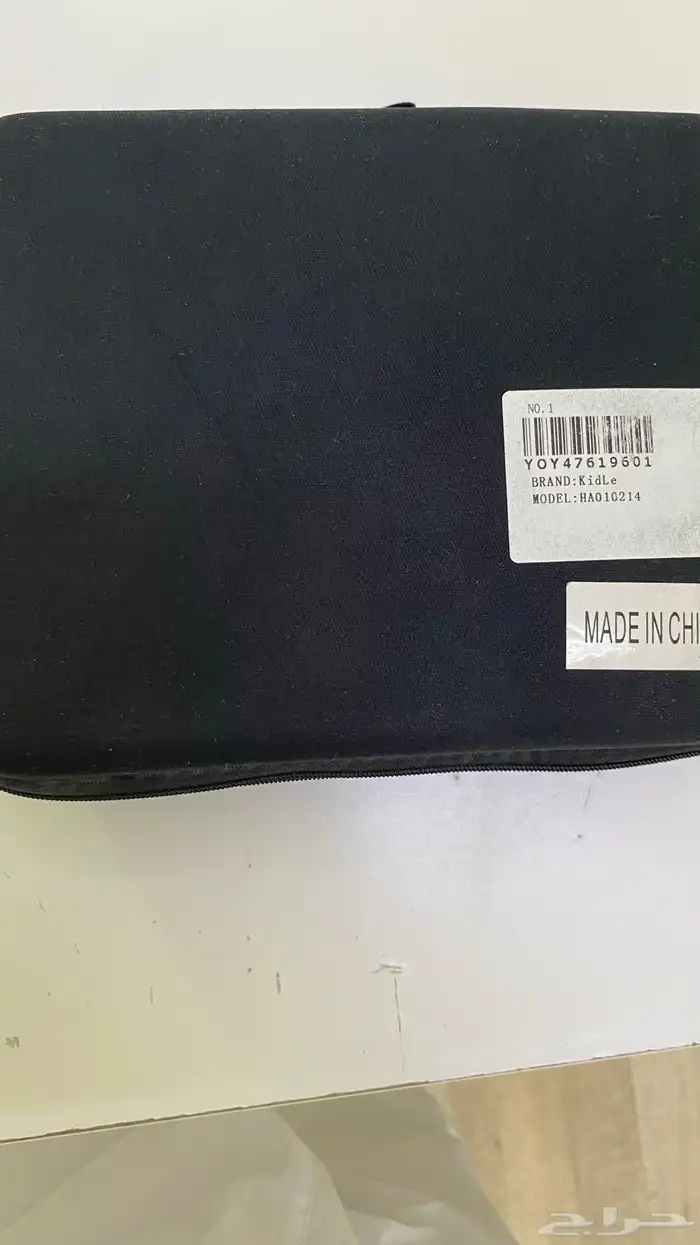 NO.1
YOY47619601
BRAND:KidLe
MODEL:HA010214
MADE IN CHI
حراج